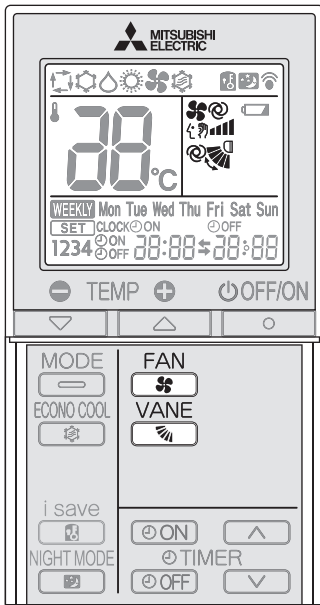 MITSUBISHI
ELECTRIC
88°C
WEEKLY Mon Tue Wed Thu Fri Sat Sun
SET CLOCK ON OFF
1234 ON OFF 88:88 88:88
TEMP OFF/ON
MODE FAN
ECONO COOL VANE
i save
ON
NIGHT MODE TIMER
OFF